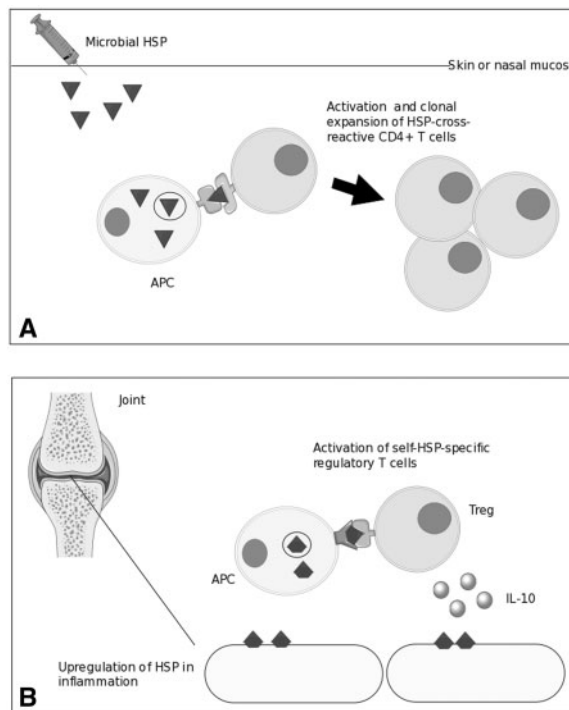 Microbial HSP
Skin or nasal mucos
Activation and clonal
expansion of HSP-cross-
reactive CD4+ T cells
APC
A
Joint
Activation of self-HSP-specific
regulatory T cells
Treg
APC
IL-10
Upregulation of HSP in
inflammation
B